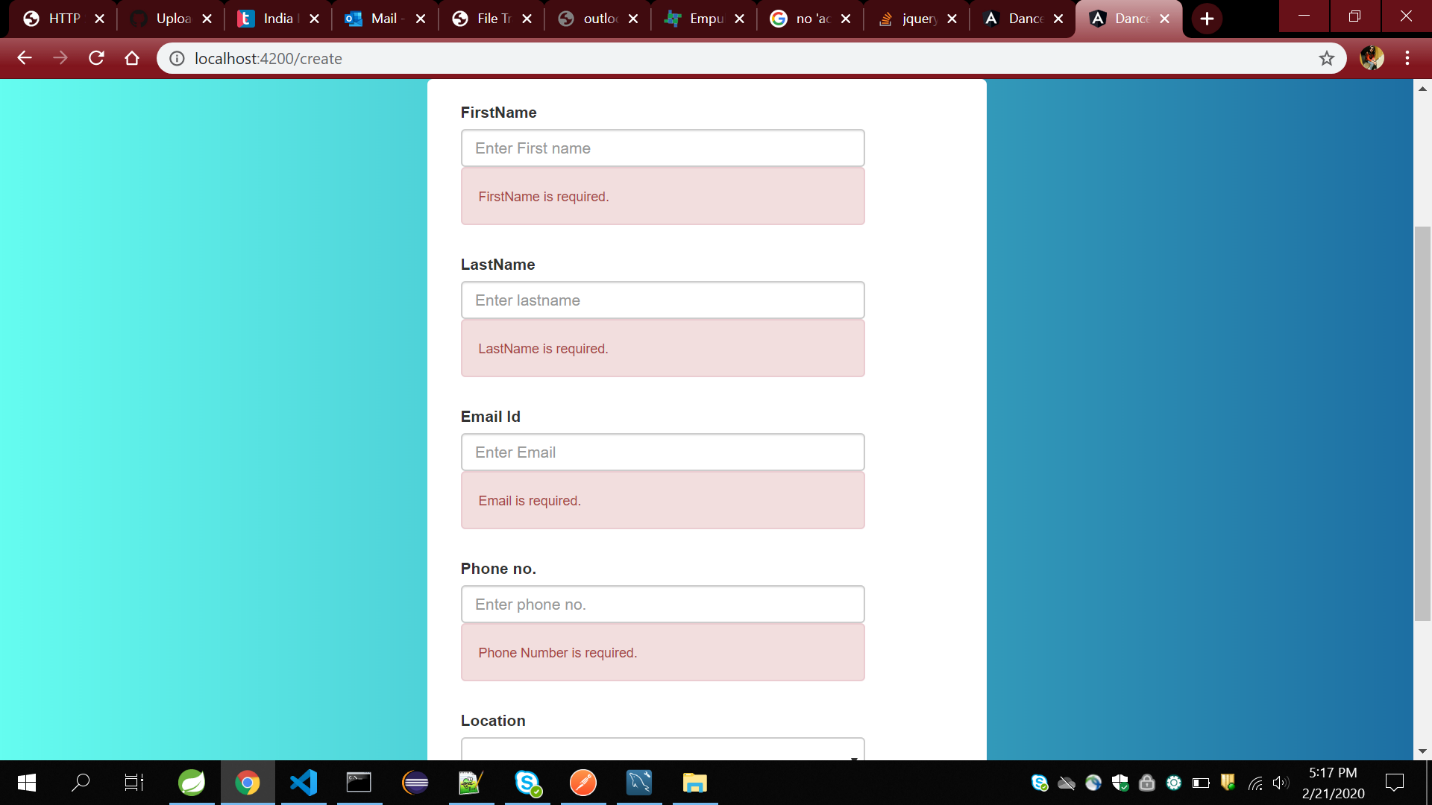 HTTP
Uploa
India
Mail
File Tr
outloo
Empu
no 'ac
jquery
Dance
Dance
localhost:4200/create
FirstName
Enter First name
FirstName is required.
LastName
Enter lastname
LastName is required.
Email Id
Enter Email
Email is required.
Phone no.
Enter phone no.
Phone Number is required.
Location
5:17 PM
2/21/2020